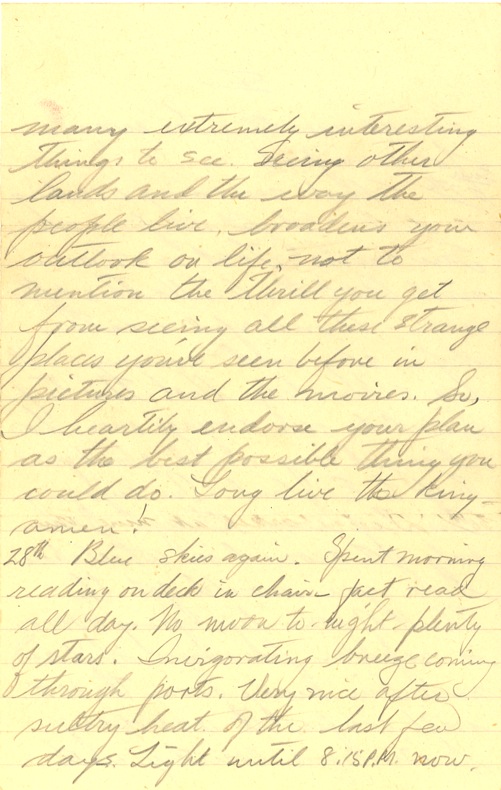 many extremely interesting
things to see. Seeing other
lands and the way the
people live, broadens your
outlook on life, not to
mention the thrill you get
from seeing all these strange
places you've seen before in
pictures and the movies. So,
I heartily endorse your plan
as the best possible thing you
could do. Long live the king -
amen!
28th Blue skies again. Spent morning
reading on deck in chair - fact read
all day. No moon to-night - plenty
of stars. Invigorating breeze coming
through ports. Very nice after
sultry heat of the last few
days. Light until 8:15 P.M. now.